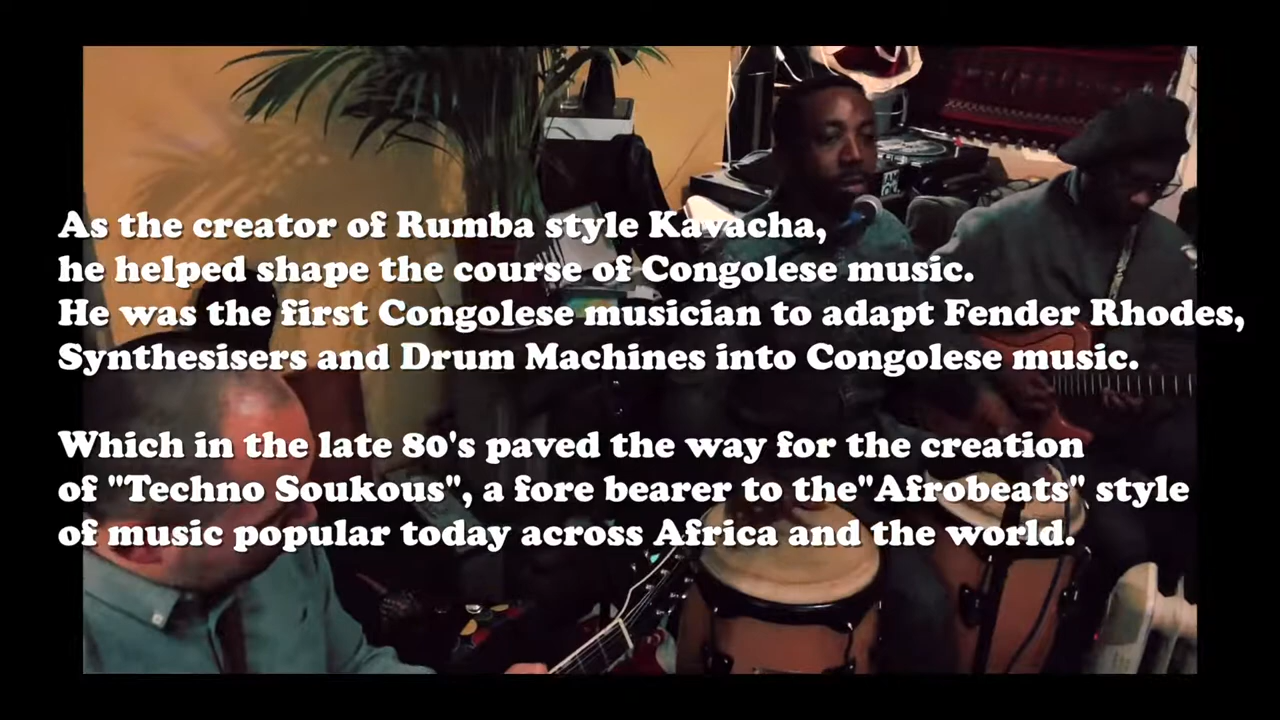 As the creator of Rumba style Kavacha,
he helped shape the course of Congolese music.
He was the first Congolese musician to adapt Fender Rhodes,
Synthesisers and Drum Machines into Congolese music.
Which in the late 80's paved the way for the creation
of "Techno Soukous", a fore bearer to the"Afrobeats" style
of music popular today across Africa and the world.